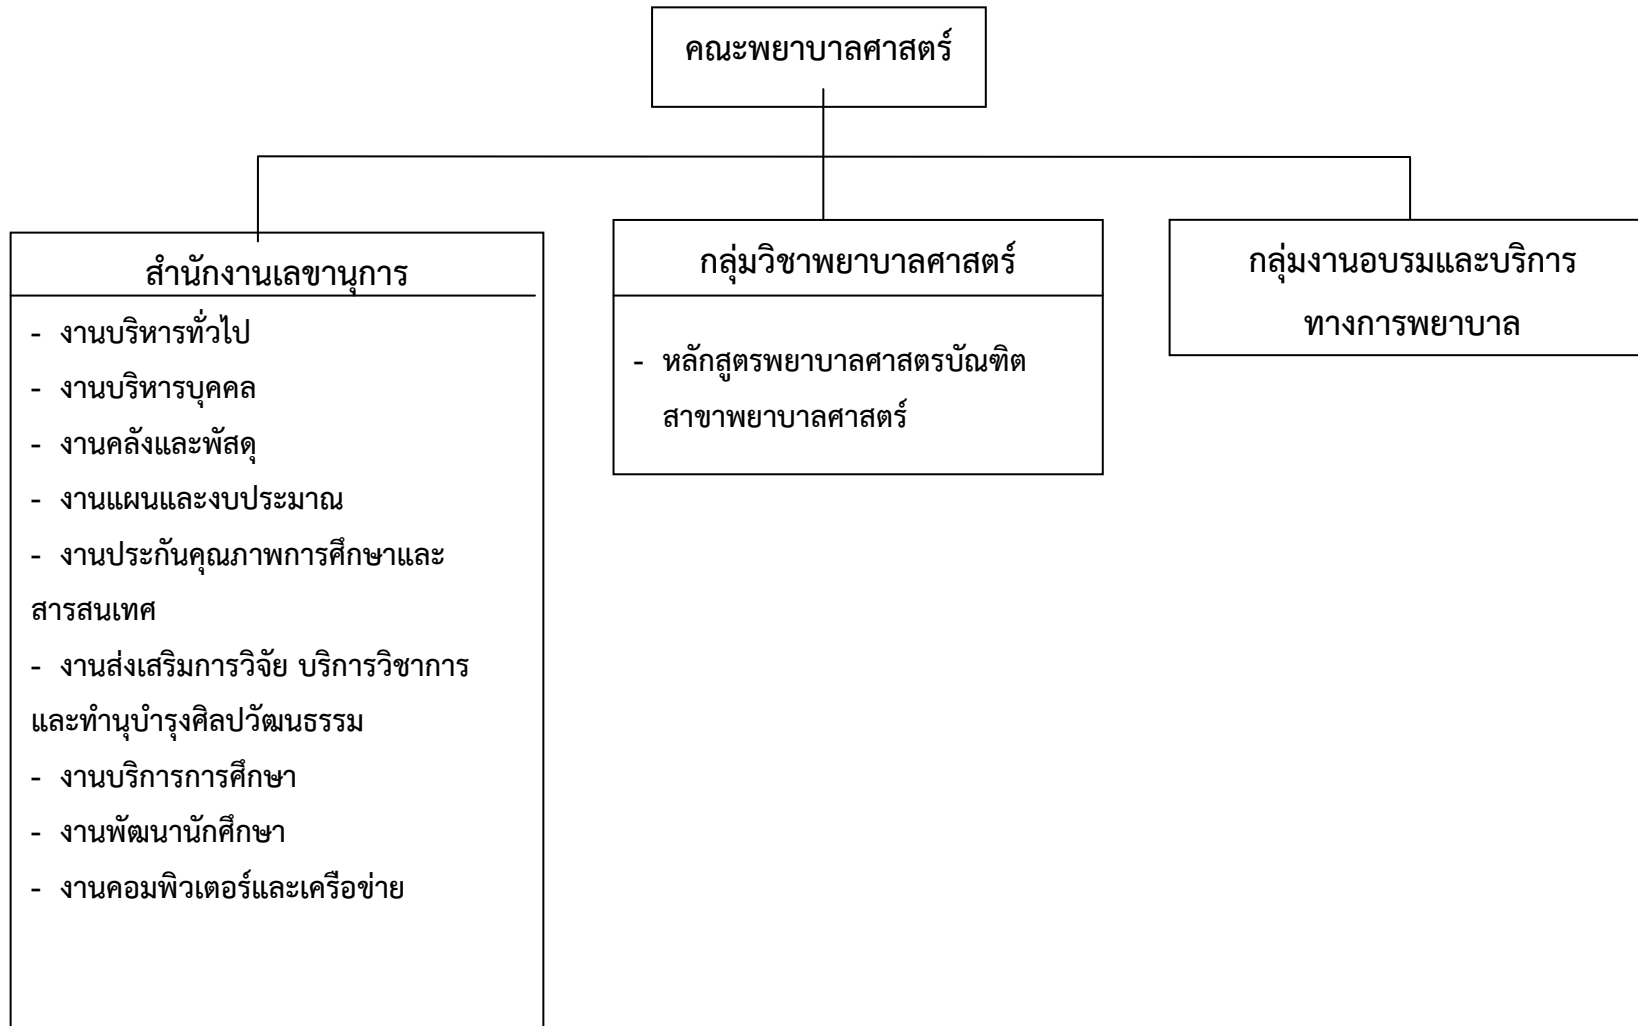 คณะพยาบาลศาสตร์
สำนักงานเลขานุการ
- งานบริหารทั่วไป
- งานบริหารบุคคล
- งานคลังและพัสดุ
- งานแผนและงบประมาณ
- งานประกันคุณภาพการศึกษาและ
สารสนเทศ
- งานส่งเสริมการวิจัย บริการวิชาการ
และทำนุบำรุงศิลปวัฒนธรรม
- งานบริการการศึกษา
- งานพัฒนานักศึกษา
- งานคอมพิวเตอร์และเครือข่าย
กลุ่มวิชาพยาบาลศาสตร์
- หลักสูตรพยาบาลศาสตรบัณฑิต
สาขาพยาบาลศาสตร์
กลุ่มงานอบรมและบริการ
ทางการพยาบาล